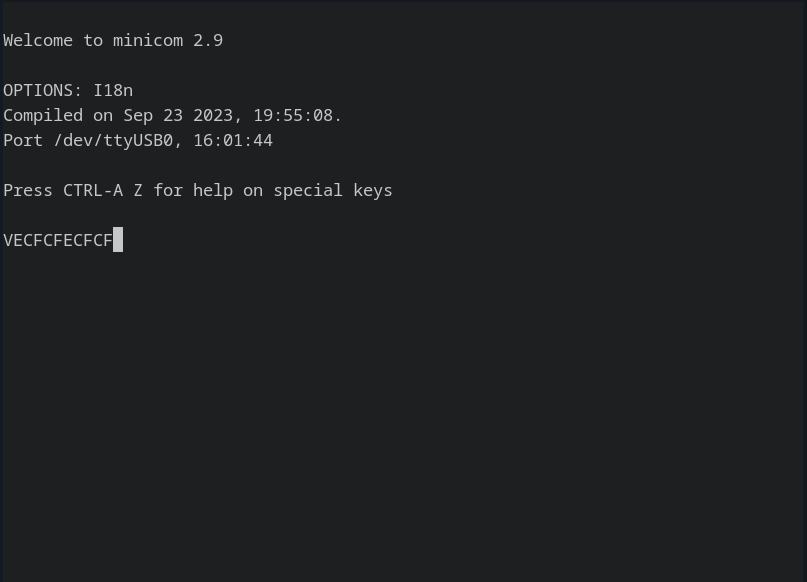 Welcome to minicom 2.9
OPTIONS: I18n
Compiled on Sep 23 2023, 19:55:08.
Port /dev/ttyUSB0, 16:01:44
Press CTRL-A Z for help on special keys
VECFCFECFCF